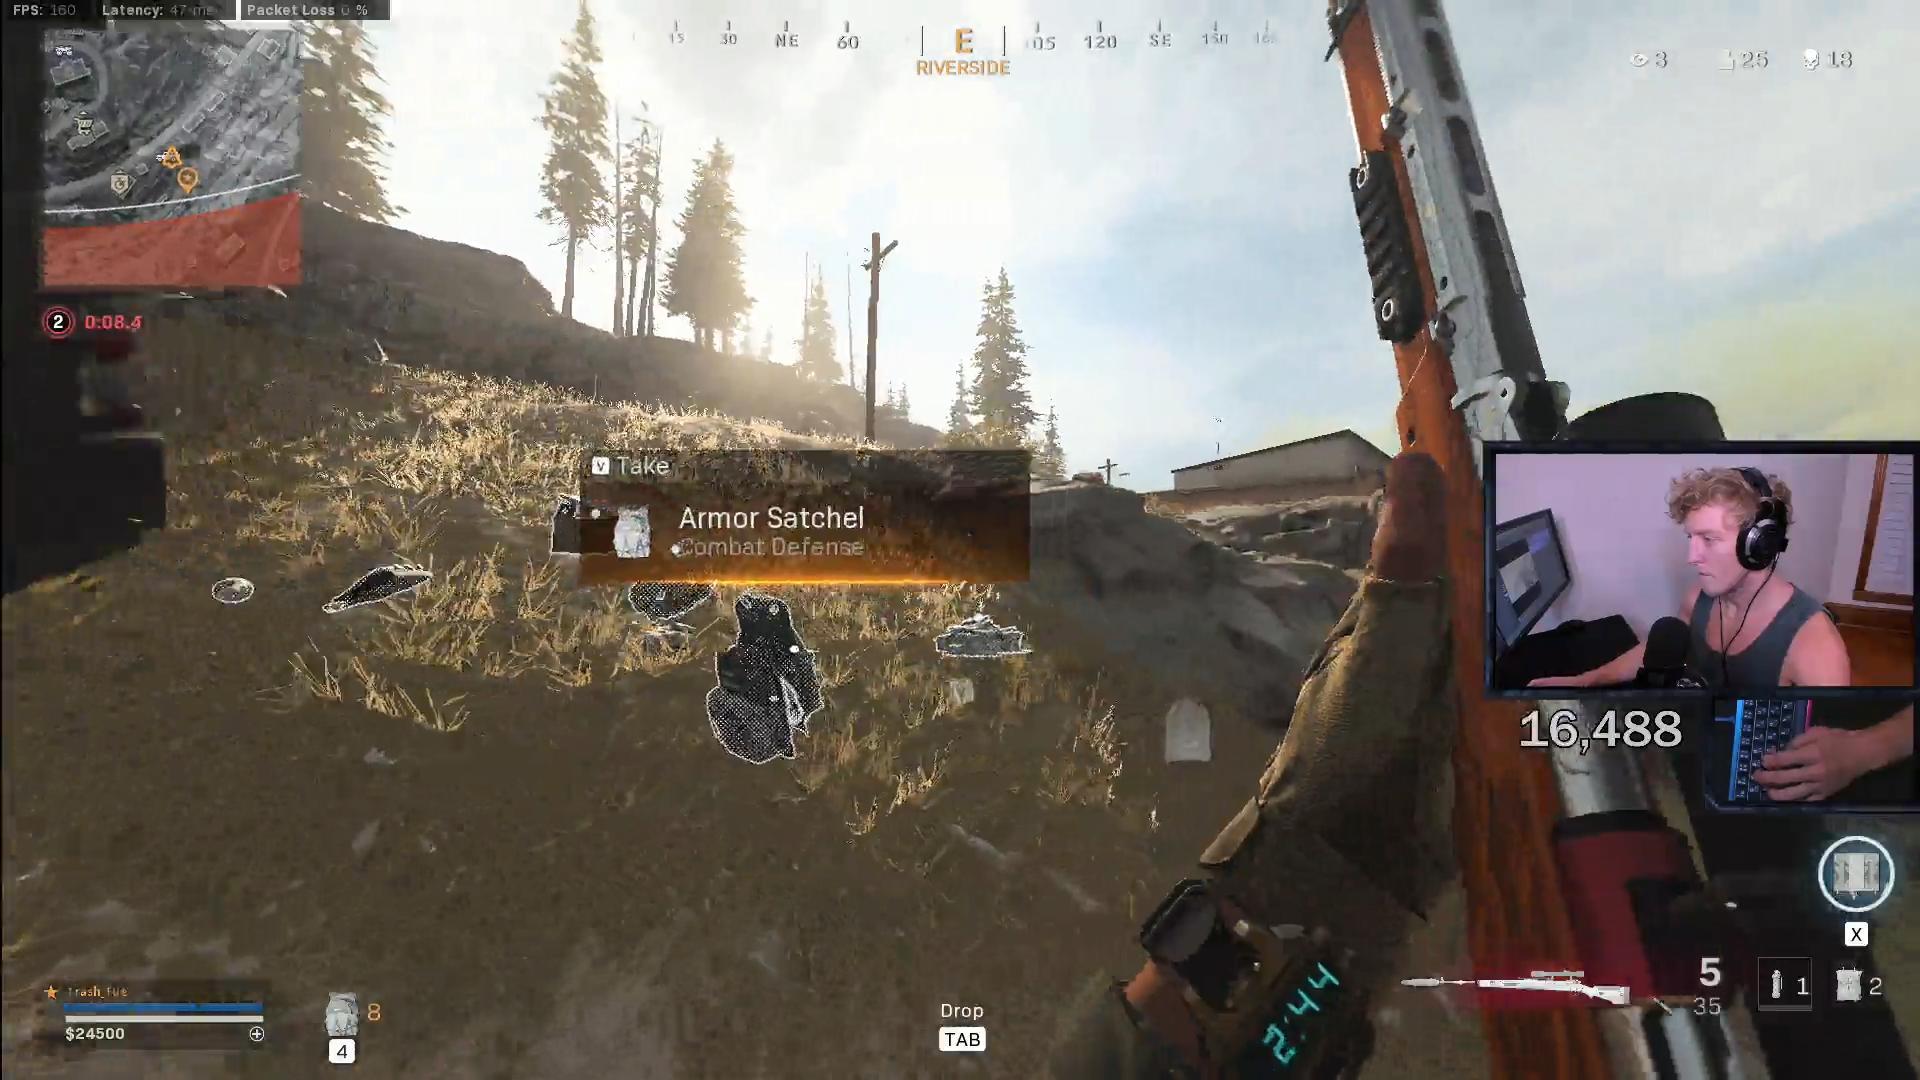 FPS: 160 Latency: 47 ms Packet Loss 0 %
15 30 NE 60 E 105 120 SE 150 165
RIVERSIDE
3 25 18
2 0:08.4
Y Take
Armor Satchel
Combat Defense
16,488
X
Trash_Fue
$24500
8
4
Drop
TAB
2:44
5
35
1
2